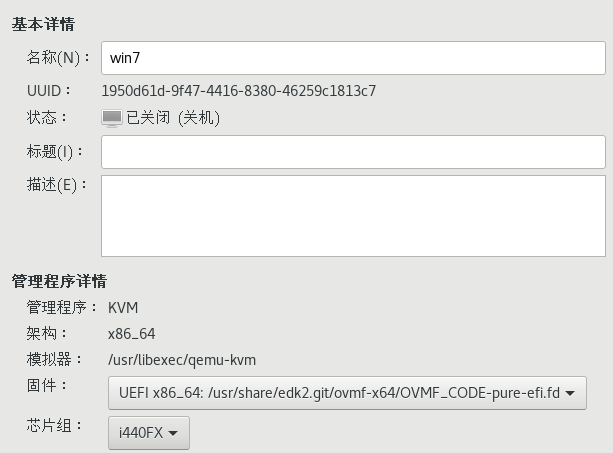 基本详情
名称(N)： win7
UUID： 1950d61d-9f47-4416-8380-46259c1813c7
状态： 已关闭 (关机)
标题(I)：
描述(E)：
管理程序详情
管理程序： KVM
架构： x86_64
模拟器： /usr/libexec/qemu-kvm
固件： UEFI x86_64: /usr/share/edk2.git/ovmf-x64/OVMF_CODE-pure-efi.fd
芯片组： i440FX